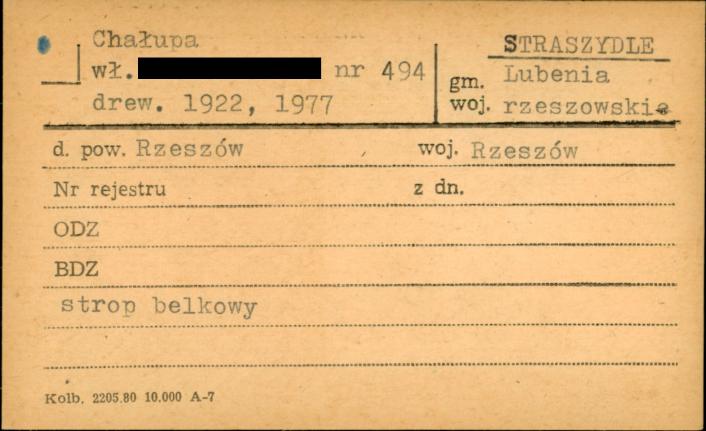 Chałupa
wł. nr 494
drew. 1922, 1977
STRASZYDLE
gm. Lubenia
woj. rzeszowskie
d. pow. Rzeszów woj. Rzeszów
Nr rejestru z dn.
ODZ
BDZ
strop belkowy
Kolb. 2205.80 10.000 A-7